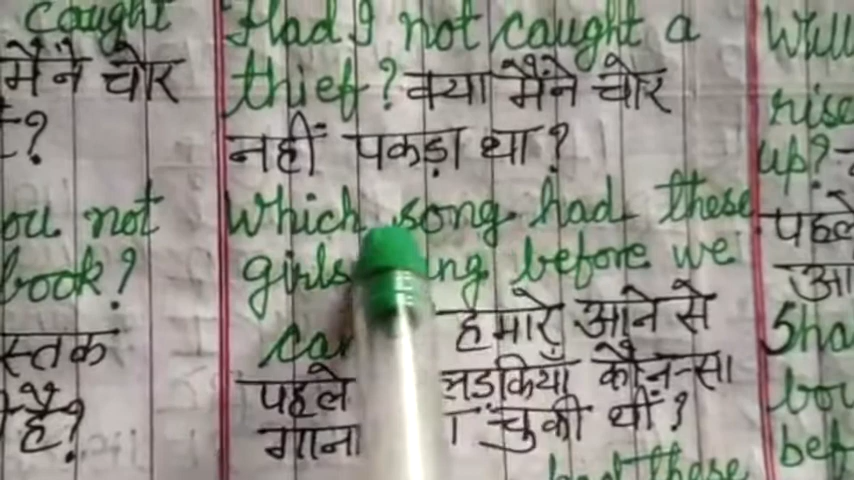 caught
मैंने चोर
?
ou not
book?
स्तक
है?
Had I not caught a
thief? क्या मैंने चोर
नहीं पकड़ा था?
Which song had these
girls ng before we
ca हमारे आने से
पहले लड़कियाँ कौन-सा
गाना चुकी थीं?
had these
Will
rise
up?
पहले
आ
Sha
bou
bef